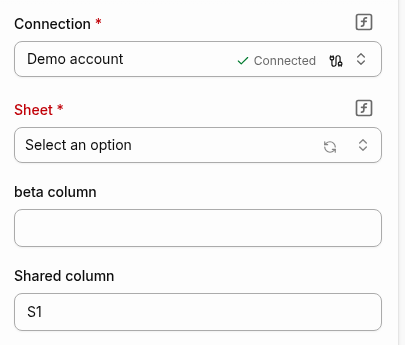 Connection *
Demo account
Connected
Sheet *
Select an option
beta column
Shared column
S1